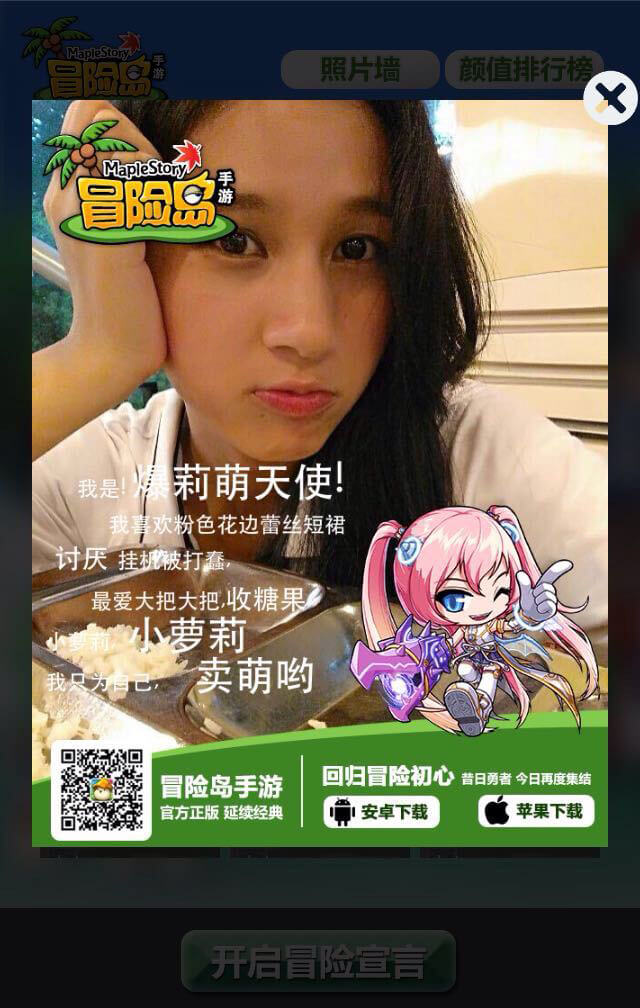 MapleStory
冒险岛
手游
照片墙
颜值排行榜
MapleStory
冒险岛
手游
我是! 爆莉萌天使!
我喜欢粉色花边蕾丝短裙
讨厌 挂机被打蠢,
最爱大把大把,收糖果
小萝莉, 小萝莉
我只为自己, 卖萌哟
冒险岛手游
官方正版 延续经典
回归冒险初心 昔日勇者 今日再度集结
安卓下载
苹果下载
开启冒险宣言